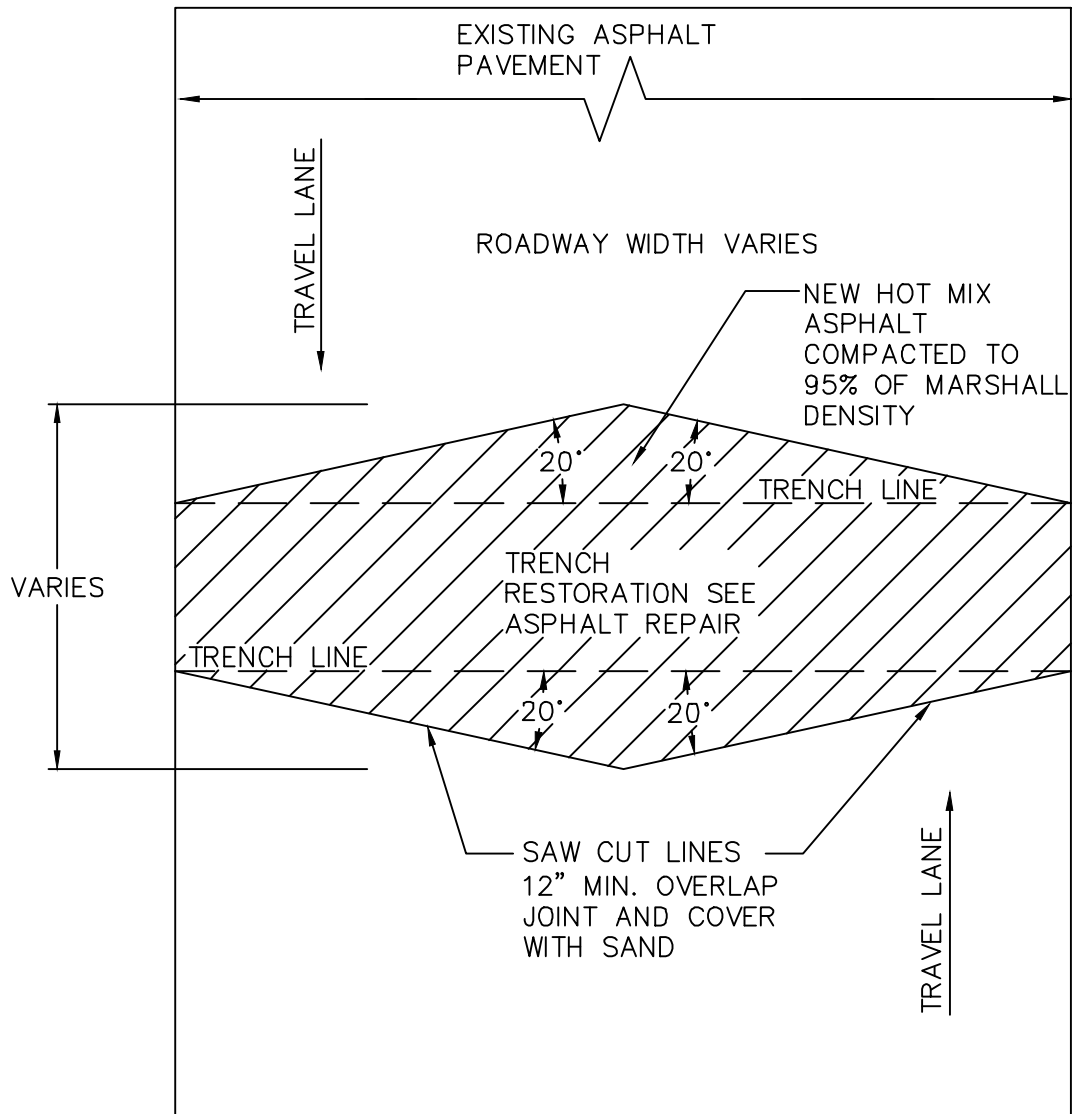 EXISTING ASPHALT
PAVEMENT
TRAVEL LANE
ROADWAY WIDTH VARIES
NEW HOT MIX
ASPHALT
COMPACTED TO
95% OF MARSHALL
DENSITY
20°
20°
TRENCH LINE
VARIES
TRENCH
RESTORATION SEE
ASPHALT REPAIR
TRENCH LINE
20°
20°
SAW CUT LINES
12” MIN. OVERLAP
JOINT AND COVER
WITH SAND
TRAVEL LANE